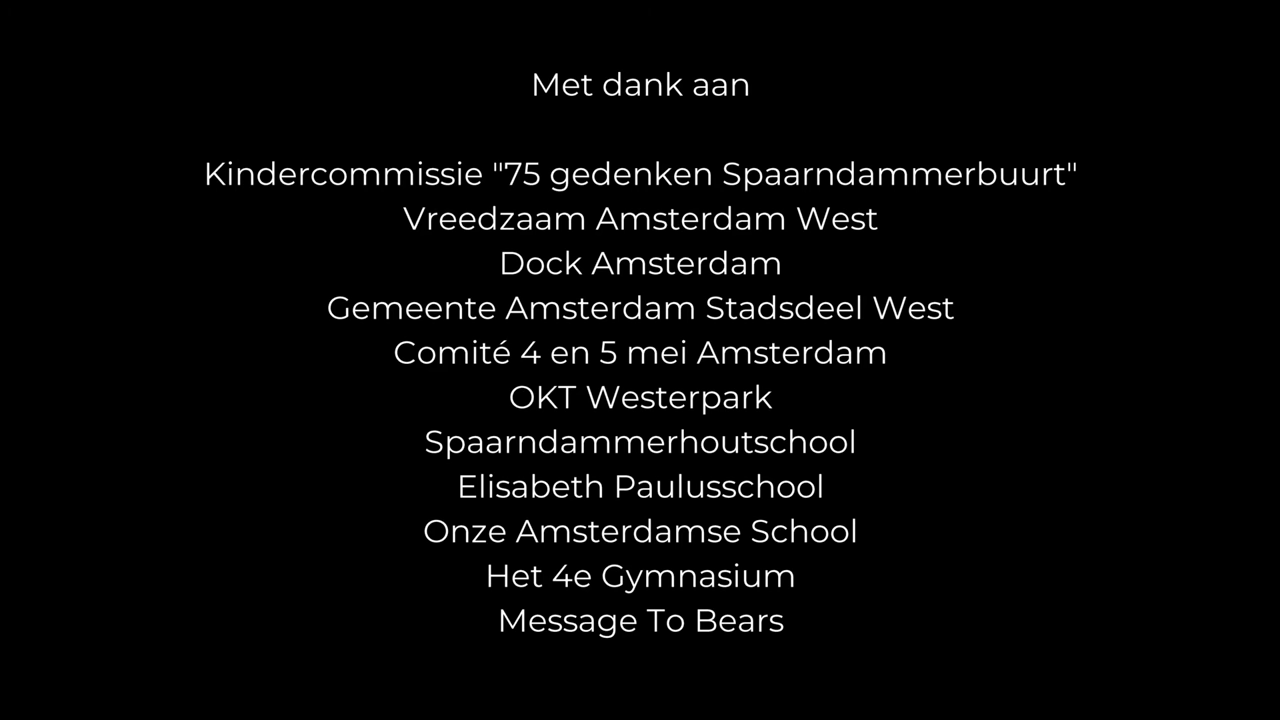 Met dank aan
Kindercommissie "75 gedenken Spaarndammerbuurt"
Vreedzaam Amsterdam West
Dock Amsterdam
Gemeente Amsterdam Stadsdeel West
Comité 4 en 5 mei Amsterdam
OKT Westerpark
Spaarndammerhoutschool
Elisabeth Paulusschool
Onze Amsterdamse School
Het 4e Gymnasium
Message To Bears